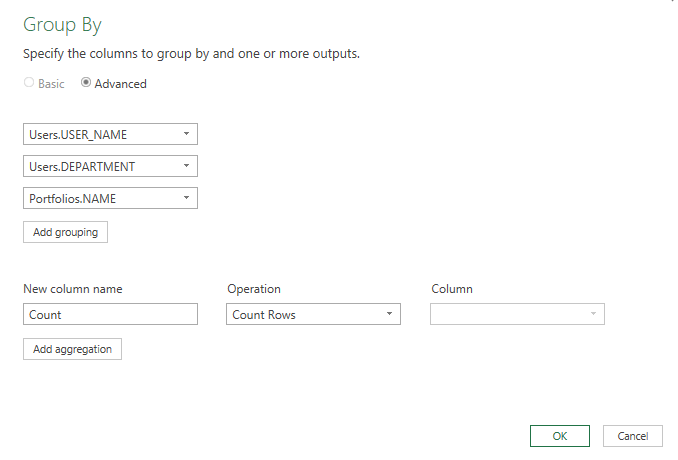 Group By
Specify the columns to group by and one or more outputs.
Basic Advanced
Users.USER_NAME
Users.DEPARTMENT
Portfolios.NAME
Add grouping
New column name Operation Column
Count Count Rows
Add aggregation
OK Cancel